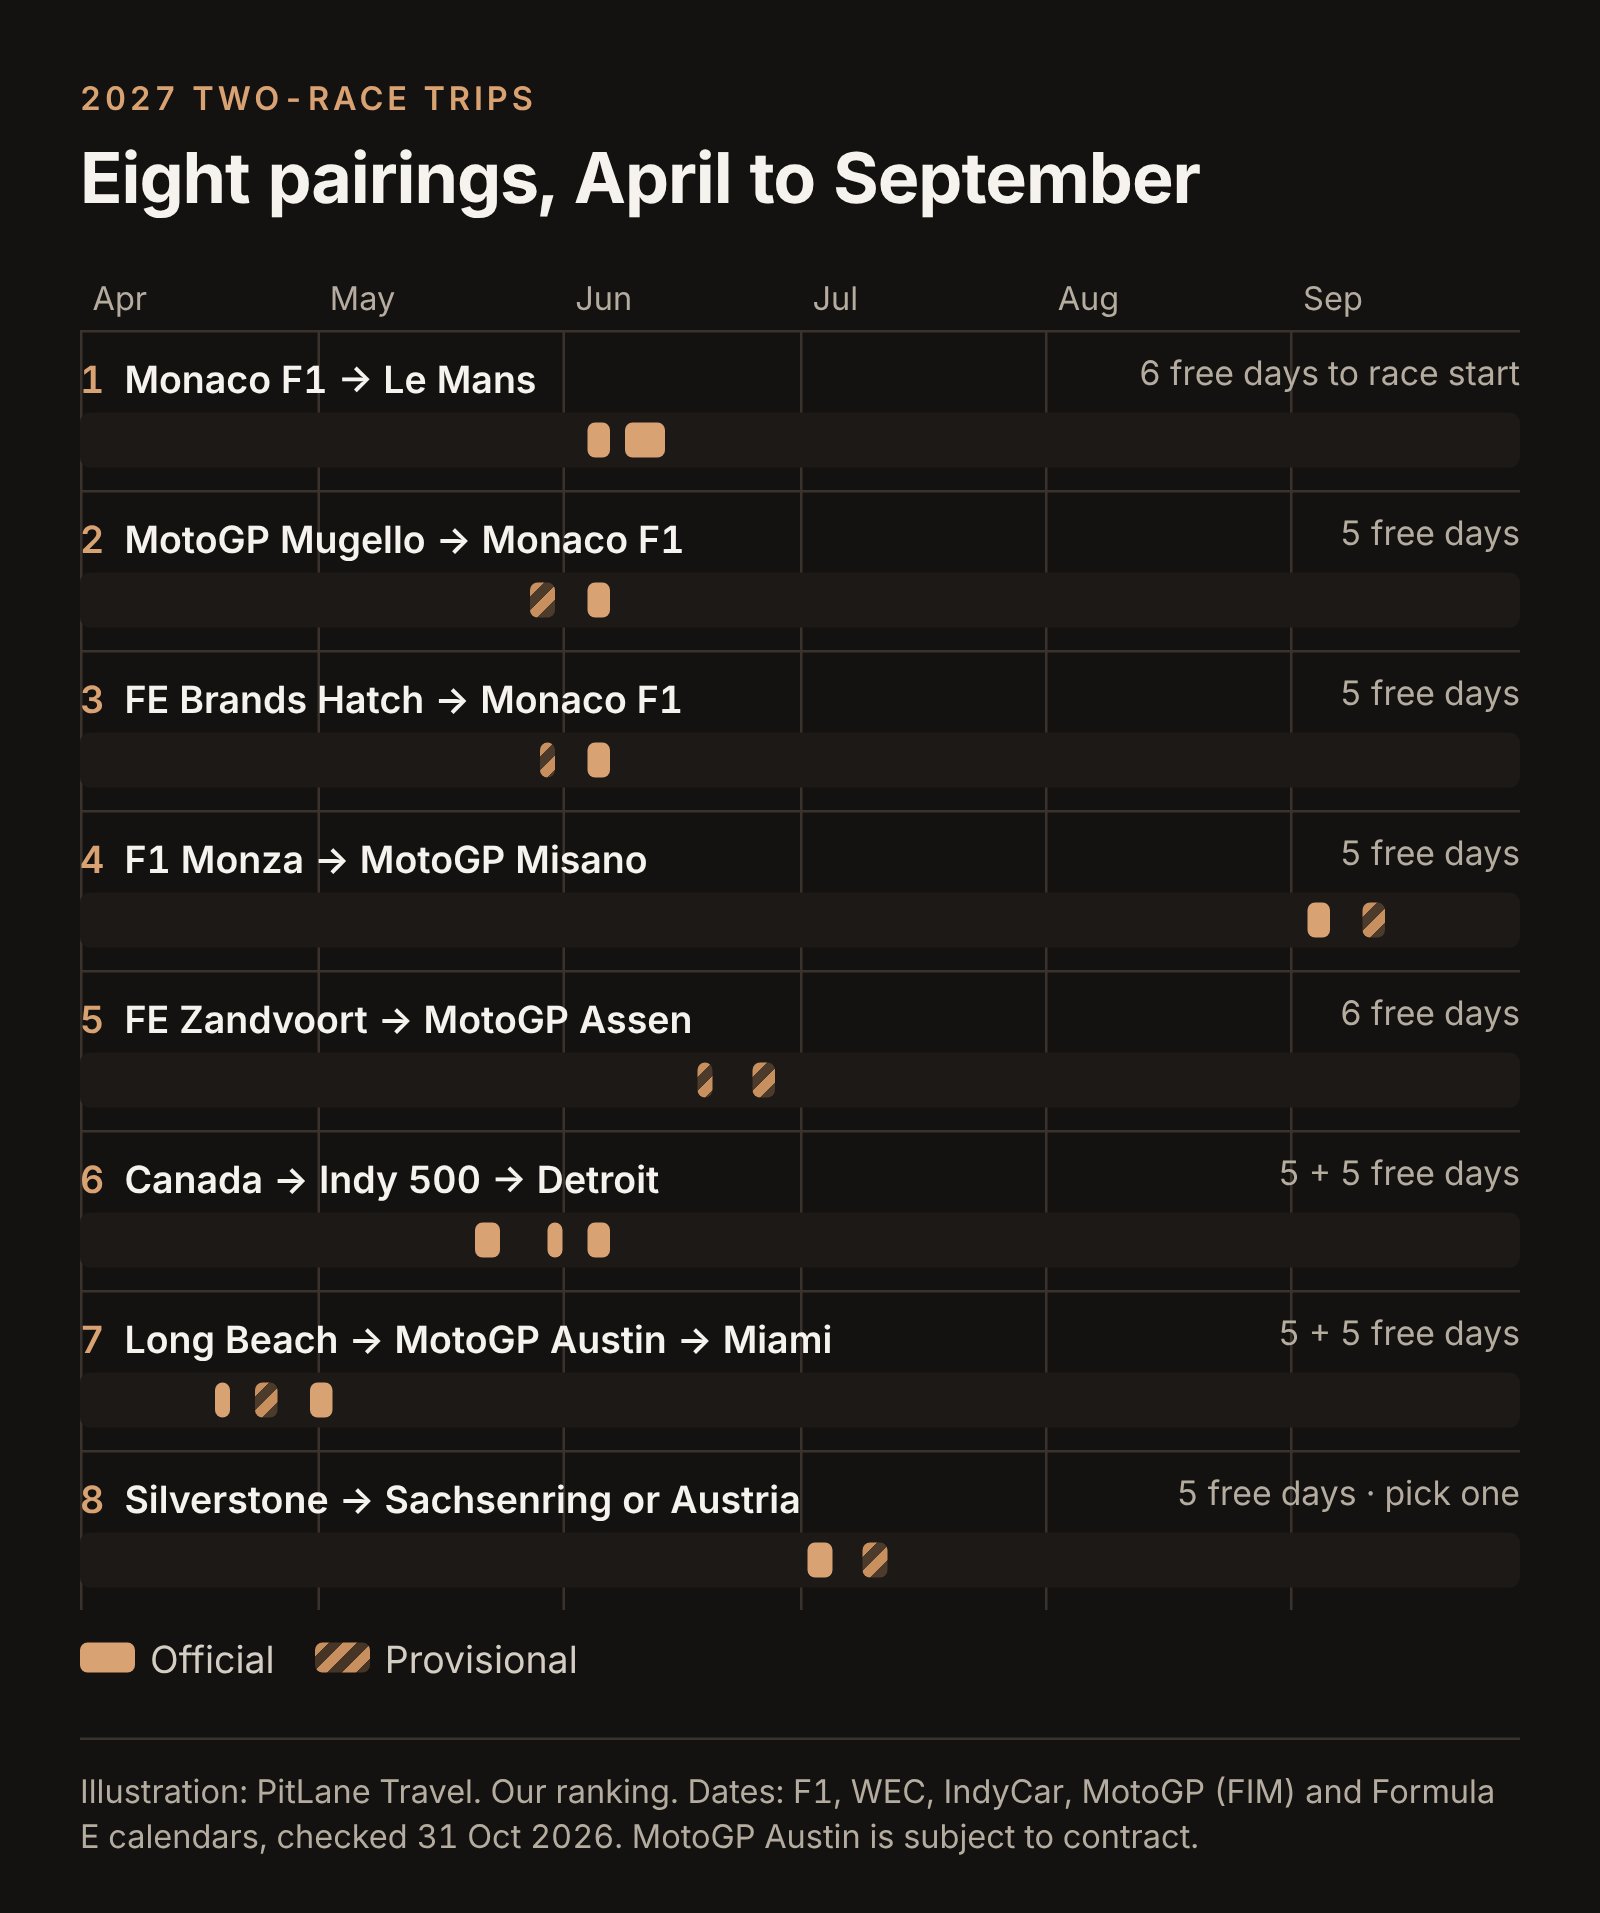 2027 TWO-RACE TRIPS
Eight pairings, April to September
Apr May Jun Jul Aug Sep
1 Monaco F1 → Le Mans 6 free days to race start
2 MotoGP Mugello → Monaco F1 5 free days
3 FE Brands Hatch → Monaco F1 5 free days
4 F1 Monza → MotoGP Misano 5 free days
5 FE Zandvoort → MotoGP Assen 6 free days
6 Canada → Indy 500 → Detroit 5 + 5 free days
7 Long Beach → MotoGP Austin → Miami 5 + 5 free days
8 Silverstone → Sachsenring or Austria 5 free days · pick one
Official Provisional
Illustration: PitLane Travel. Our ranking. Dates: F1, WEC, IndyCar, MotoGP (FIM) and Formula
E calendars, checked 31 Oct 2026. MotoGP Austin is subject to contract.